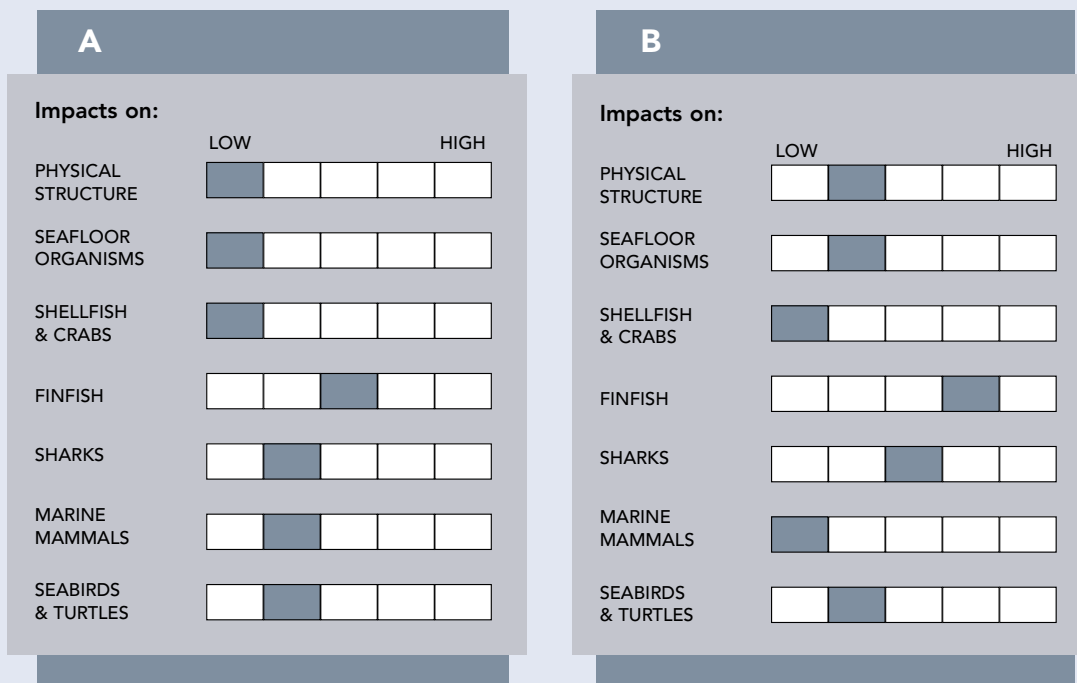 A
Impacts on:
LOW HIGH
PHYSICAL
STRUCTURE
SEAFLOOR
ORGANISMS
SHELLFISH
& CRABS
FINFISH
SHARKS
MARINE
MAMMALS
SEABIRDS
& TURTLES
B
Impacts on:
LOW HIGH
PHYSICAL
STRUCTURE
SEAFLOOR
ORGANISMS
SHELLFISH
& CRABS
FINFISH
SHARKS
MARINE
MAMMALS
SEABIRDS
& TURTLES